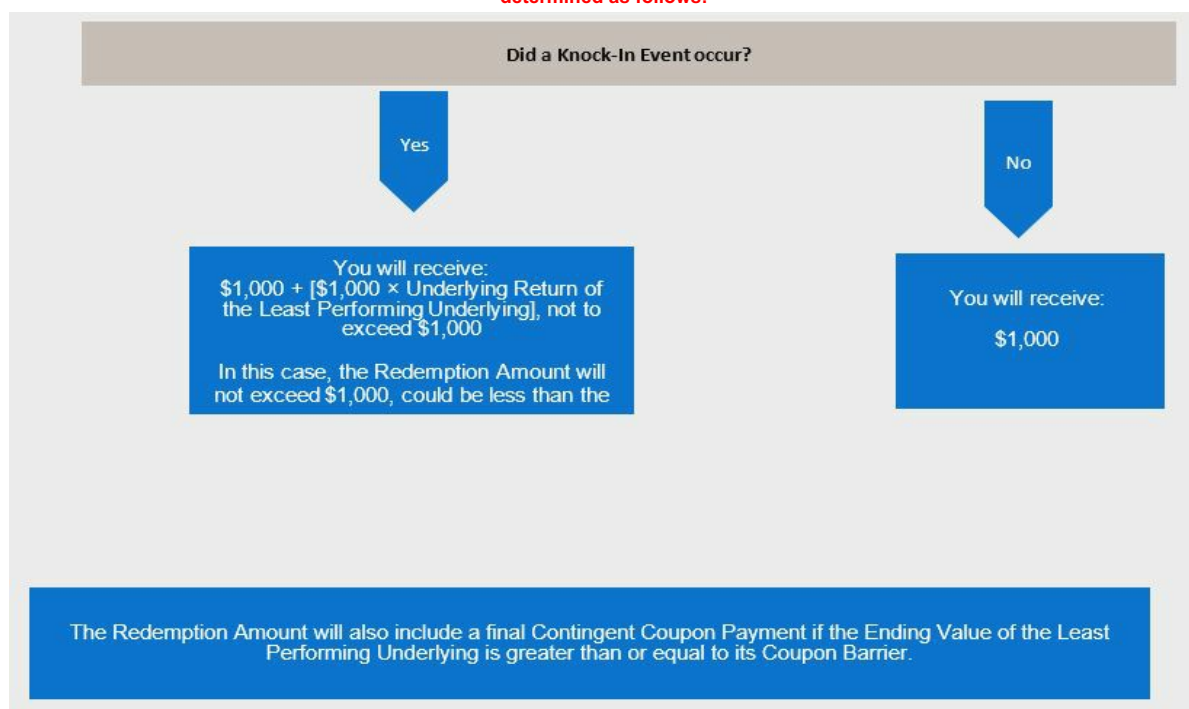 determined as follows:
Did a Knock-In Event occur?
Yes
No
You will receive:
$1,000 + [$1,000 × Underlying Return of
the Least Performing Underlying], not to
exceed $1,000
In this case, the Redemption Amount will
not exceed $1,000, could be less than the
You will receive:
$1,000
The Redemption Amount will also include a final Contingent Coupon Payment if the Ending Value of the Least
Performing Underlying is greater than or equal to its Coupon Barrier.